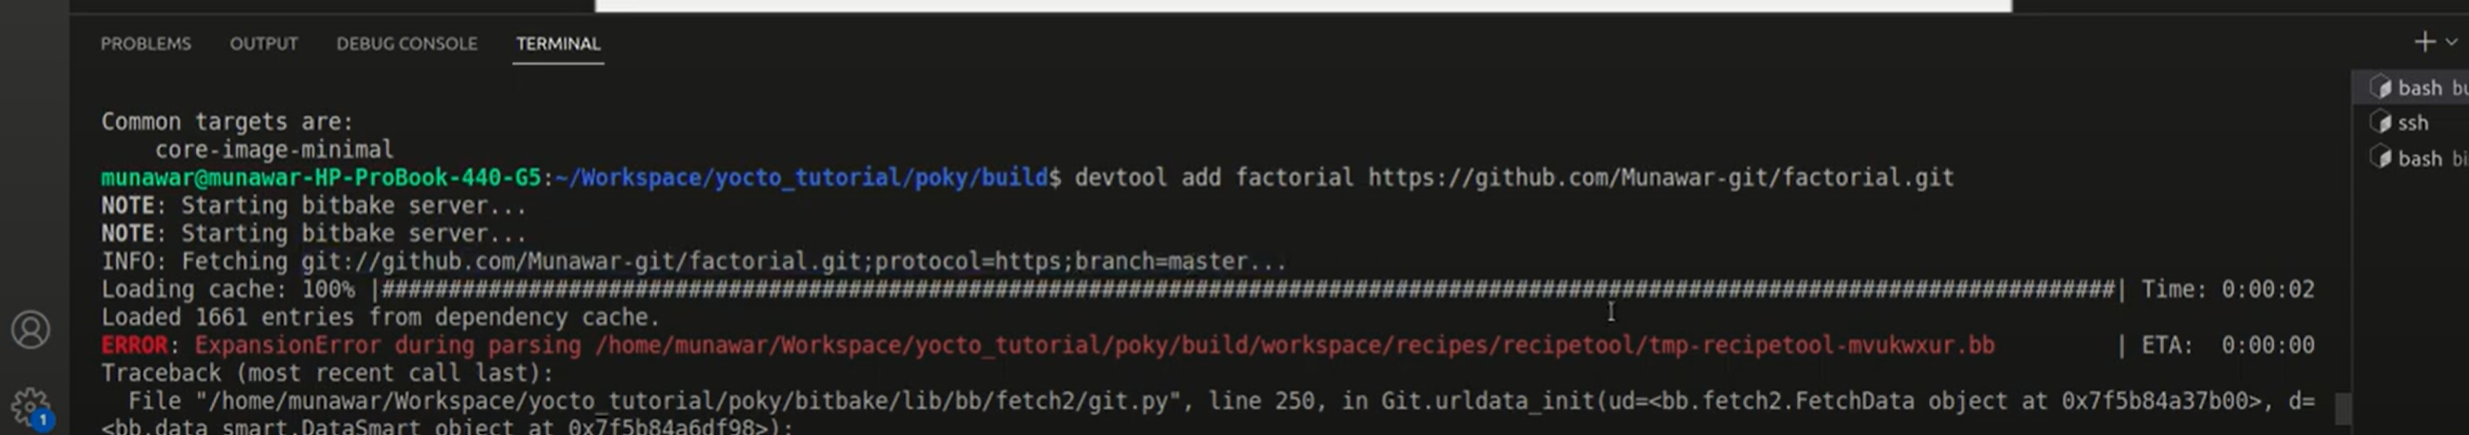 PROBLEMS OUTPUT DEBUG CONSOLE TERMINAL
Common targets are:
core-image-minimal
munawar@munawar-HP-ProBook-440-G5:~/Workspace/yocto_tutorial/poky/build$ devtool add factorial https://github.com/Munawar-git/factorial.git
NOTE: Starting bitbake server...
NOTE: Starting bitbake server...
INFO: Fetching git://github.com/Munawar-git/factorial.git;protocol=https;branch=master...
Loading cache: 100% |##################################################################################################################################| Time: 0:00:02
Loaded 1661 entries from dependency cache.
ERROR: ExpansionError during parsing /home/munawar/Workspace/yocto_tutorial/poky/build/workspace/recipes/recipetool/tmp-recipetool-mvukwxur.bb | ETA: 0:00:00
Traceback (most recent call last):
File "/home/munawar/Workspace/yocto_tutorial/poky/bitbake/lib/bb/fetch2/git.py", line 250, in Git.urldata_init(ud=<bb.fetch2.FetchData object at 0x7f5b84a37b00>, d=
<bb.data_smart.DataSmart object at 0x7f5b84a6df98>):
bash bu
ssh
bash bi
1